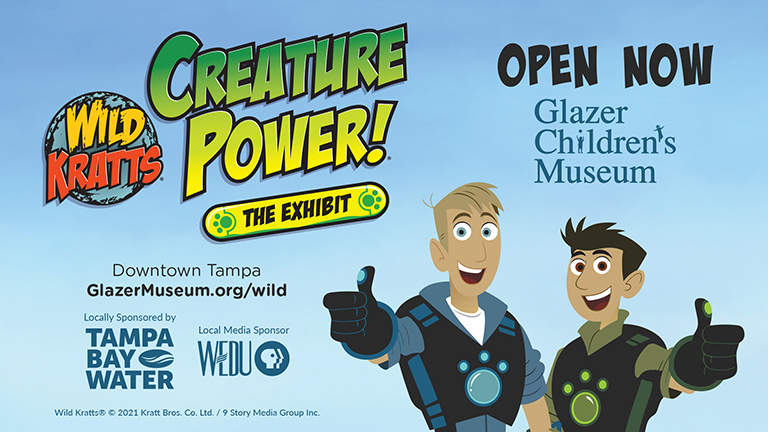 WILD
KRATTS®
CREATURE
POWER!®
THE EXHIBIT
OPEN NOW
Glazer
Children's
Museum
Downtown Tampa
GlazerMuseum.org/wild
Locally Sponsored by
TAMPA
BAY
WATER
Local Media Sponsor
WEDU PBS
Wild Kratts® © 2021 Kratt Bros. Co. Ltd. / 9 Story Media Group Inc.